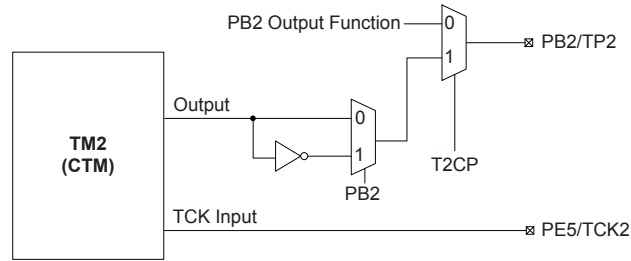 PB2 Output Function
0
1
PB2/TP2
Output
0
1
TM2
(CTM)
T2CP
PB2
TCK Input
PE5/TCK2